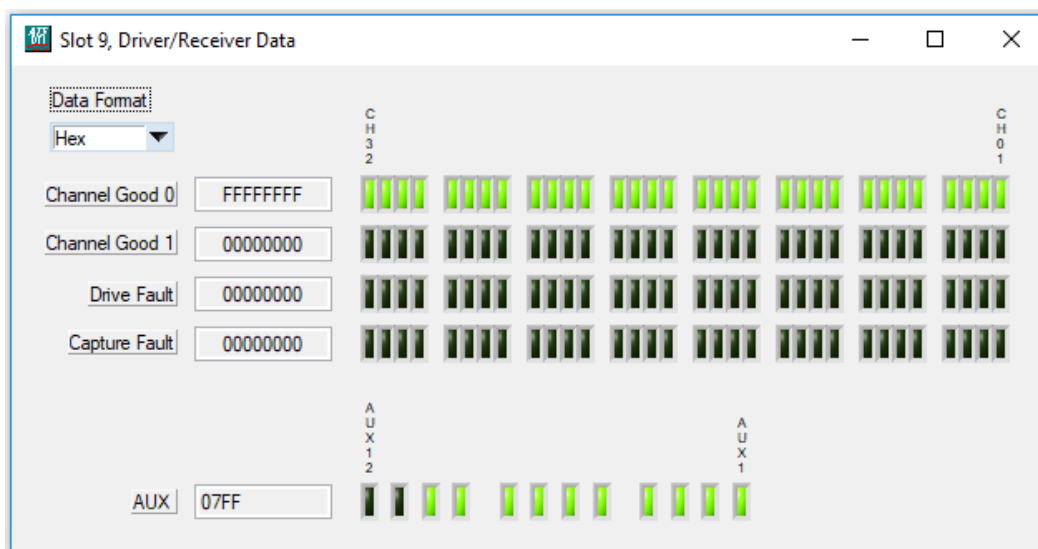 Slot 9, Driver/Receiver Data
Data Format
Hex
CH32
CH01
Channel Good 0 FFFFFFFF
Channel Good 1 00000000
Drive Fault 00000000
Capture Fault 00000000
AUX12
AUX1
AUX 07FF